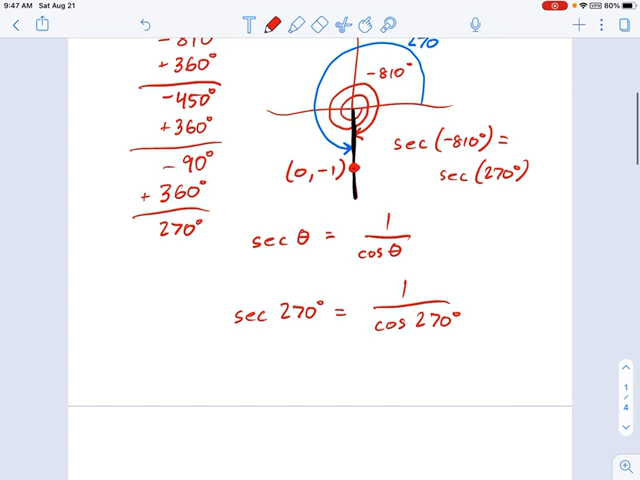 9:47 AM Sat Aug 21
80%
-810°
+360°
-450°
+360°
-90°
+360°
270°
270
-810°
(0, -1)
sec(-810°) =
sec(270°)
sec θ = 1/cos θ
sec 270° = 1/cos 270°
1/4